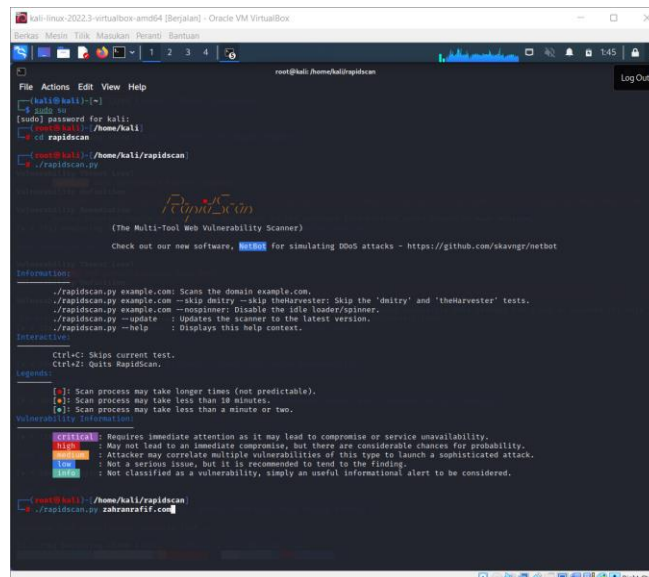 kali-linux-2022.3-virtualbox-amd64 [Berjalan] - Oracle VM VirtualBox
Berkas Mesin Tilik Masukan Peranti Bantuan
1 2 3 4
1:45
root@kali: /home/kali/rapidscan
Log Out
File Actions Edit View Help
(kali㉿kali)-[~]
$ sudo su
[sudo] password for kali:
(root㉿kali)-[/home/kali]
# cd rapidscan
(root㉿kali)-[/home/kali/rapidscan]
# ./rapidscan.py
(The Multi-Tool Web Vulnerability Scanner)
Check out our new software, NetBot for simulating DDoS attacks - https://github.com/skavngr/netbot
Information:
./rapidscan.py example.com: Scans the domain example.com.
./rapidscan.py example.com --skip dmitry --skip theHarvester: Skip the 'dmitry' and 'theHarvester' tests.
./rapidscan.py example.com --nospinner: Disable the idle loader/spinner.
./rapidscan.py --update : Updates the scanner to the latest version.
./rapidscan.py --help : Displays this help context.
Interactive:
Ctrl+C: Skips current test.
Ctrl+Z: Quits RapidScan.
Legends:
[●]: Scan process may take longer times (not predictable).
[●]: Scan process may take less than 10 minutes.
[●]: Scan process may take less than a minute or two.
Vulnerability Information:
critical : Requires immediate attention as it may lead to compromise or service unavailability.
high : May not lead to an immediate compromise, but there are considerable chances for probability.
medium : Attacker may correlate multiple vulnerabilities of this type to launch a sophisticated attack.
low : Not a serious issue, but it is recommended to tend to the finding.
info : Not classified as a vulnerability, simply an useful informational alert to be considered.
(root㉿kali)-[/home/kali/rapidscan]
# ./rapidscan.py zahranrafif.com